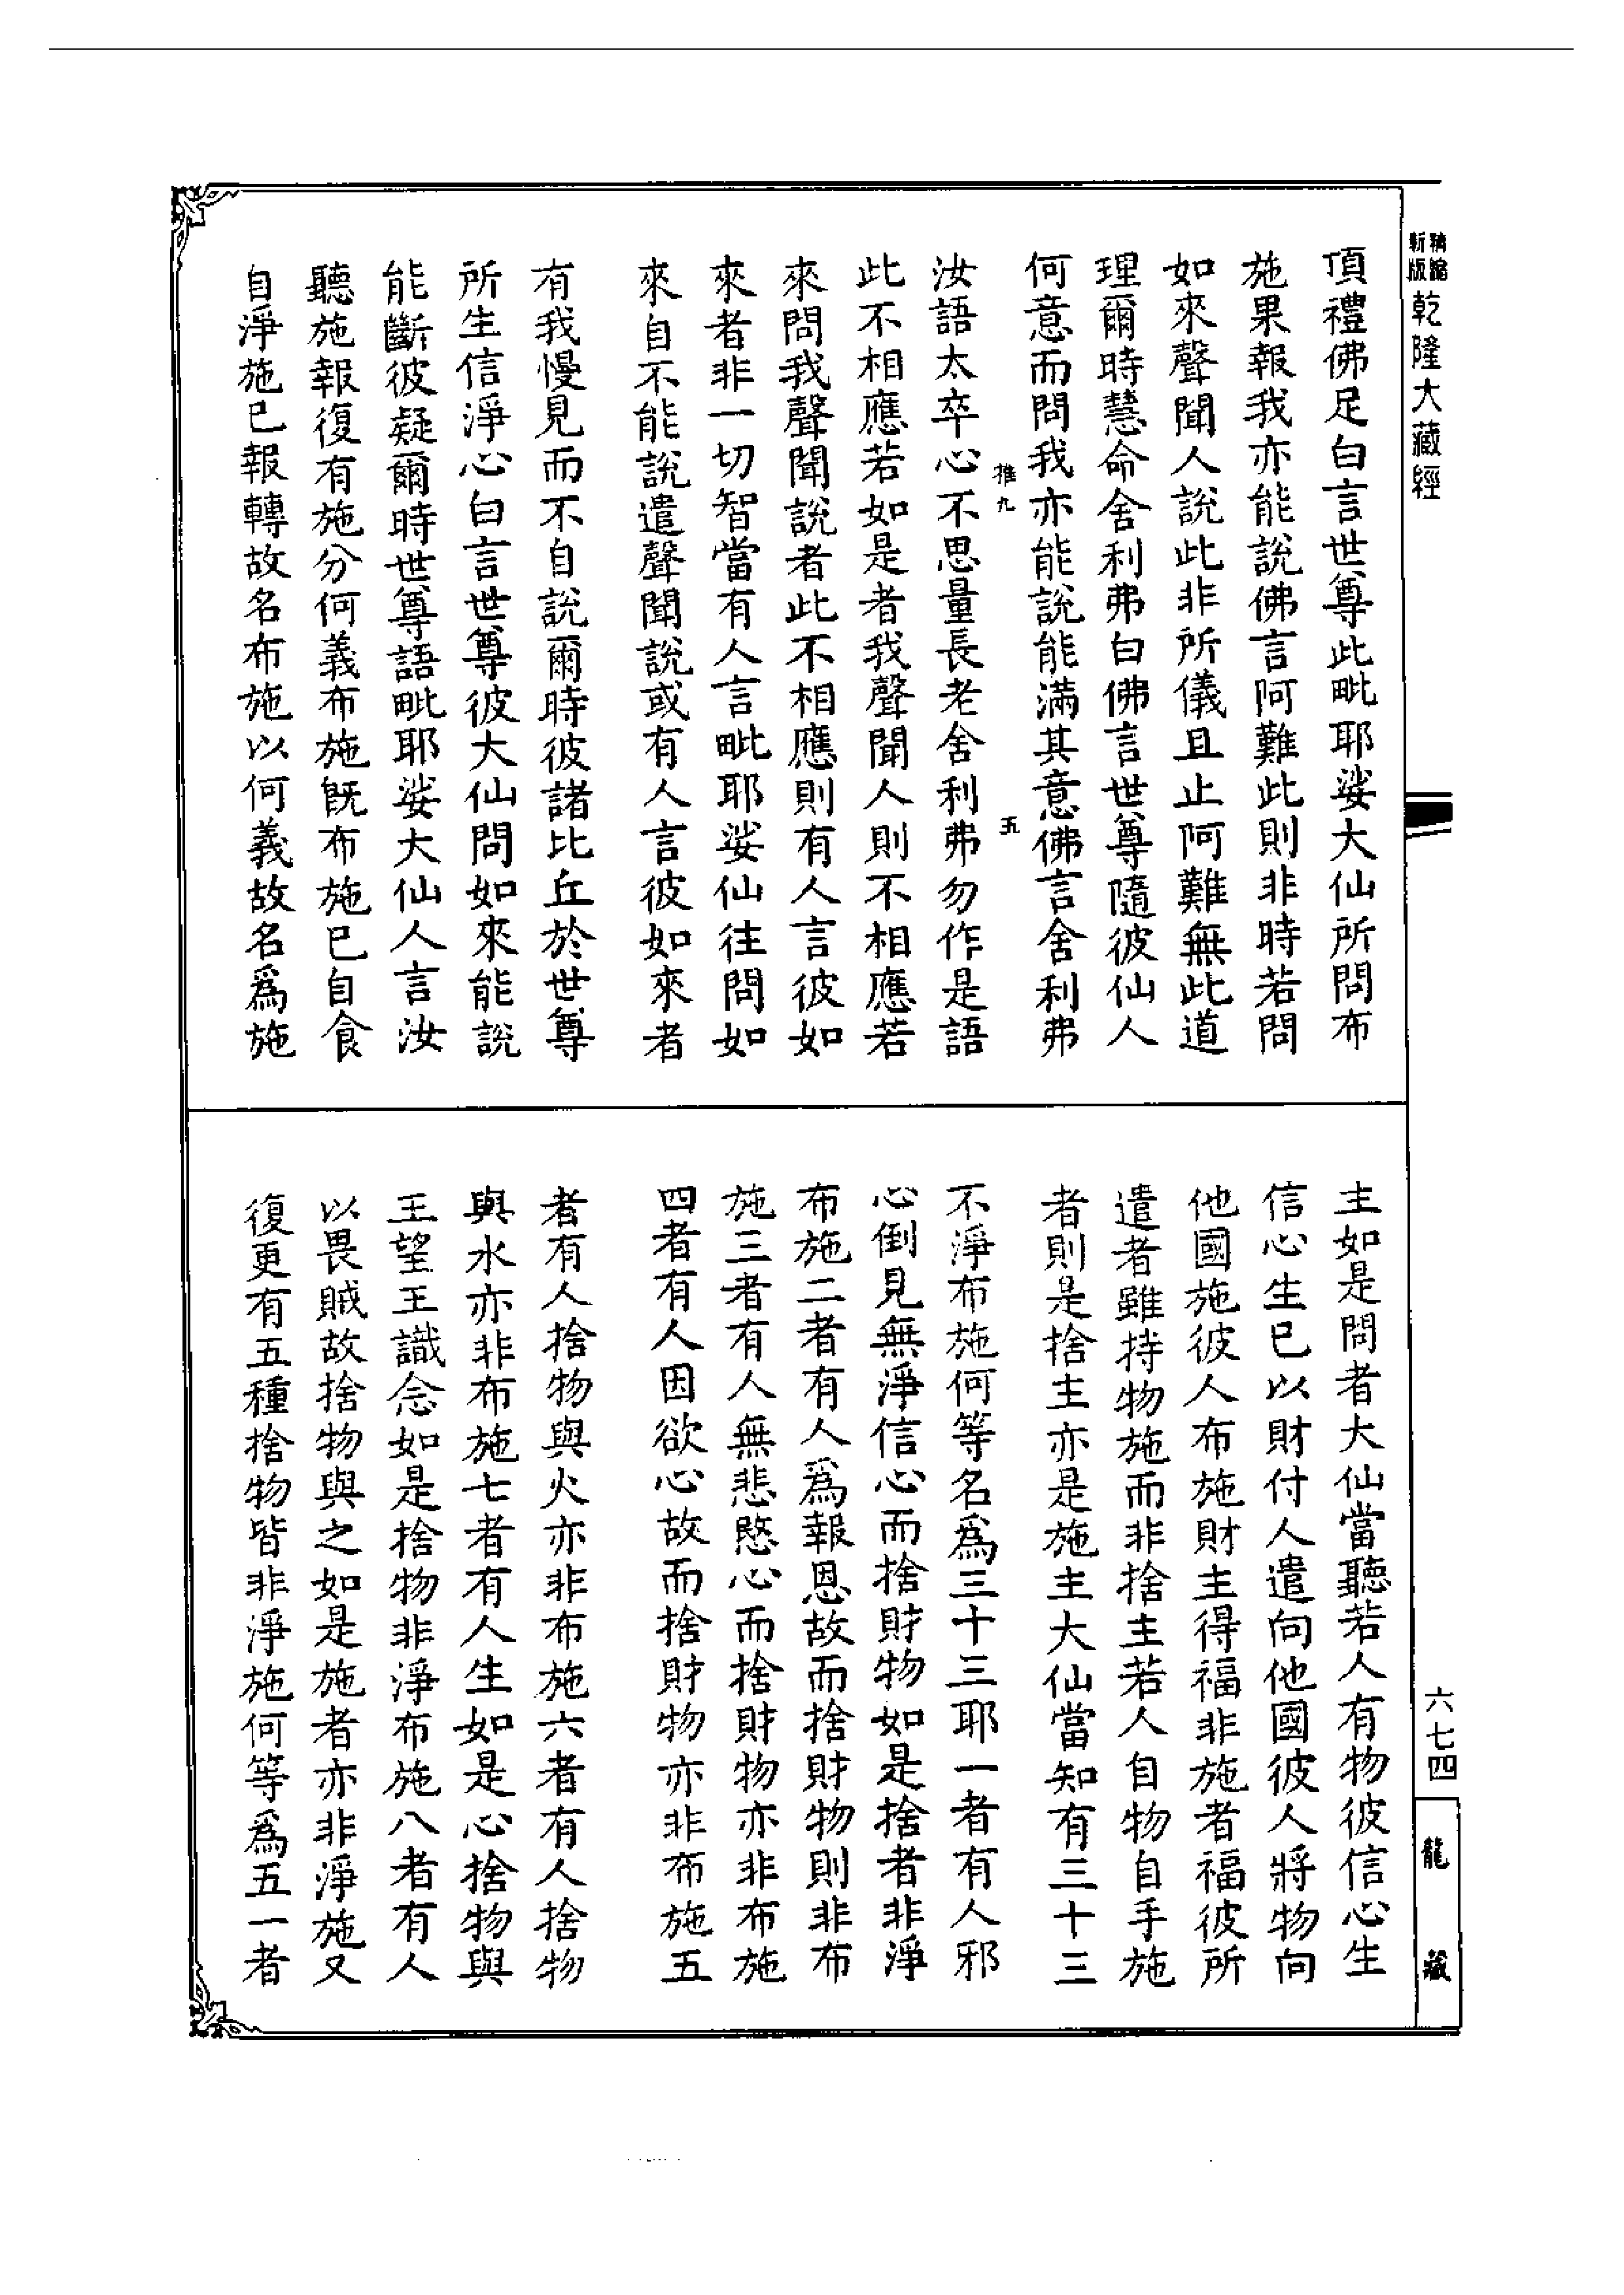 精縮新版
乾隆大藏經
頂禮佛足白言世尊此毗耶娑大仙所問布
施果報我亦能說佛言阿難此則非時若問
如來聲聞人說此非所儀且止阿難無此道
理爾時慧命舍利弗白佛言世尊隨彼仙人
何意而問我亦能說能滿其意佛言舍利弗
推九
五
汝語太卒心不思量長老舍利弗勿作是語
此不相應若如是者我聲聞人則不相應若
來問我聲聞說者此不相應則有人言彼如
來者非一切智當有人言毗耶娑仙往問如
來自不能說遣聲聞說或有人言彼如來者
有我慢見而不自說爾時彼諸比丘於世尊
所生信淨心白言世尊彼大仙問如來能說
能斷彼疑爾時世尊語毗耶娑大仙人言汝
聽施報復有施分何義布施旣布施已自食
自淨施已報轉故名布施以何義故名爲施
主如是問者大仙當聽若人有物彼信心生
信心生已以財付人遣向他國彼人將物向
他國施彼人布施財主得福非施者福彼所
遣者雖持物施而非捨主若人自物自手施
者則是捨主亦是施主大仙當知有三十三
不淨布施何等名爲三十三耶一者有人邪
心倒見無淨信心而捨財物如是捨者非淨
布施二者有人爲報恩故而捨財物則非布
施三者有人無悲愍心而捨財物亦非布施
四者有人因欲心故而捨財物亦非布施五
者有人捨物與火亦非布施六者有人捨物
與水亦非布施七者有人生如是心捨物與
王望王識念如是捨物非淨布施八者有人
以畏賊故捨物與之如是施者亦非淨施又
復更有五種捨物皆非淨施何等爲五一者
六七四
龍藏